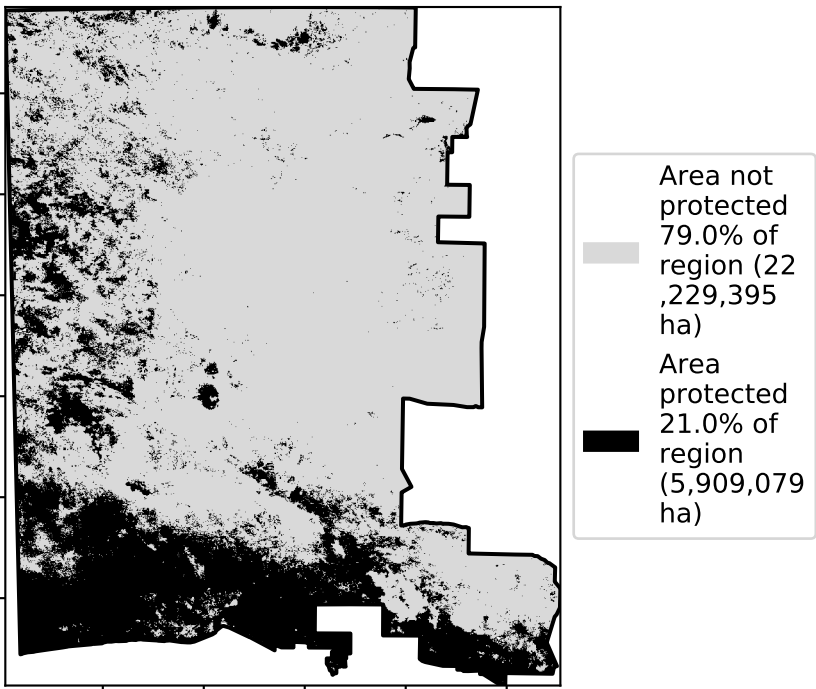 Area not
protected
79.0% of
region (22
,229,395
ha)
Area
protected
21.0% of
region
(5,909,079
ha)